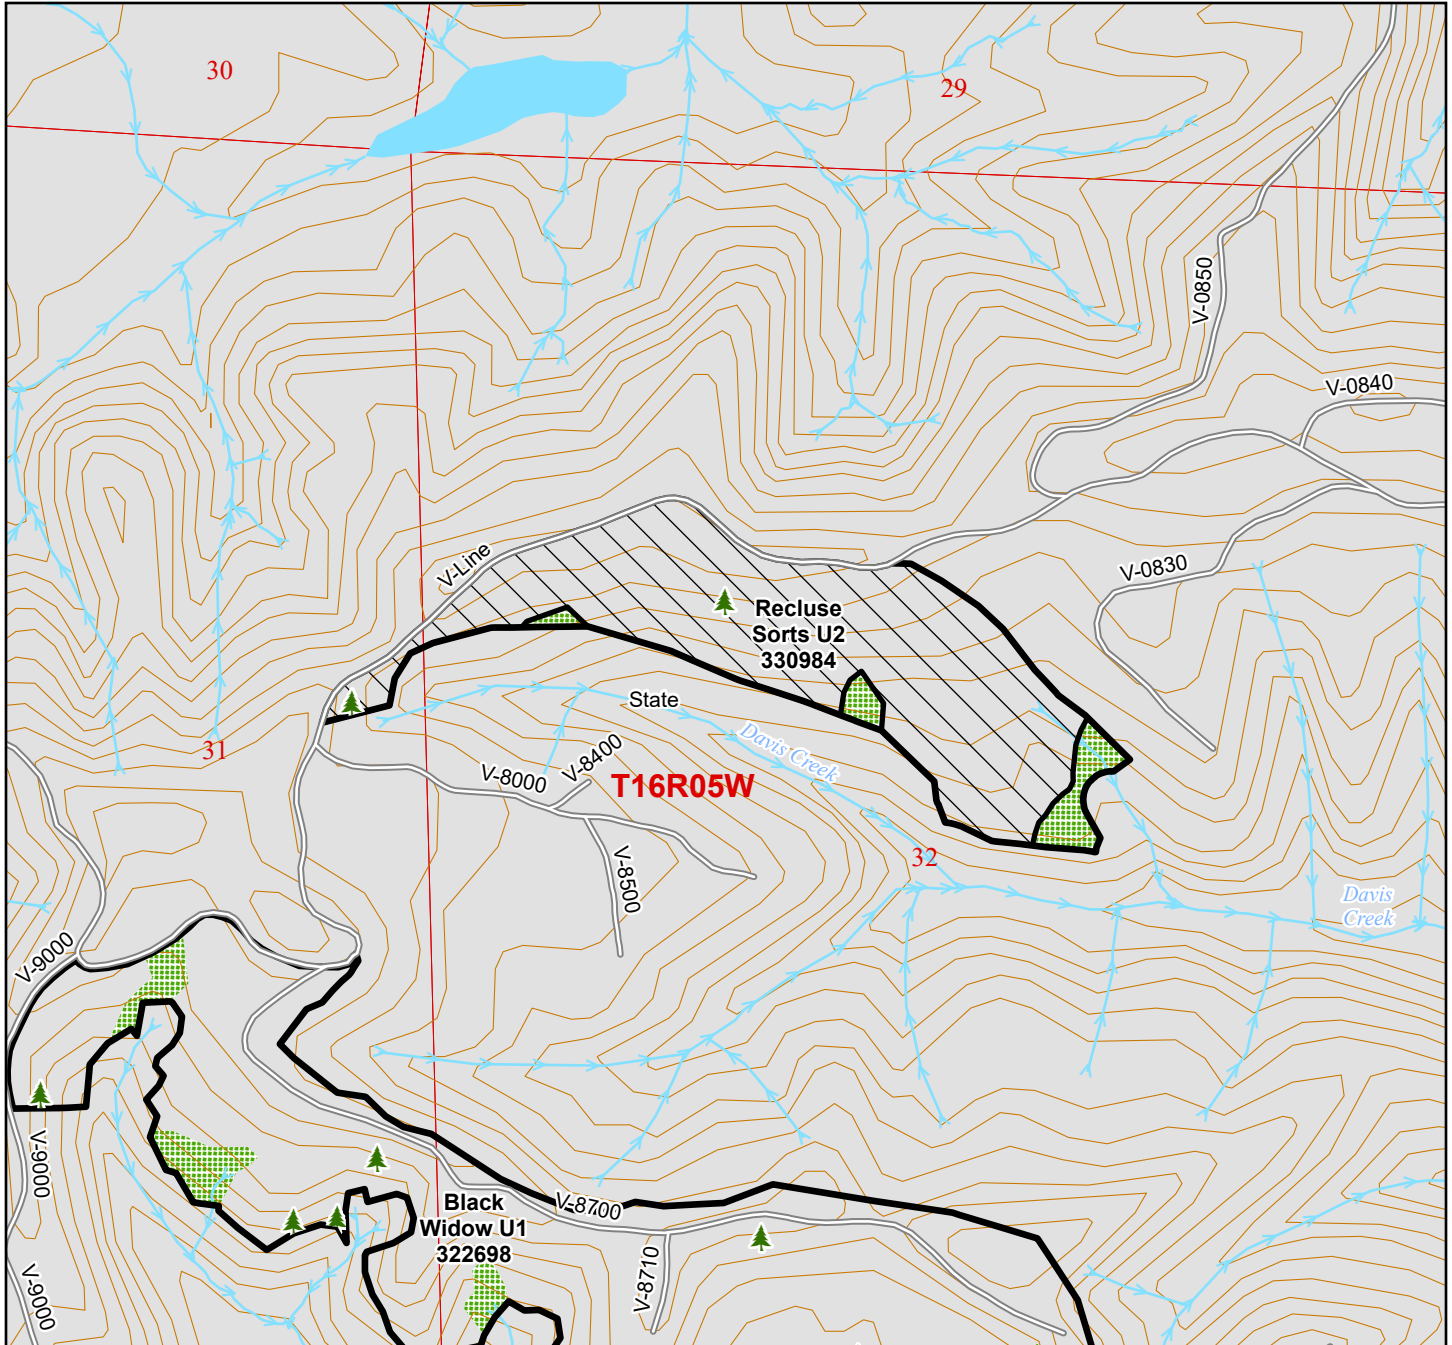 30
29
V-0850
V-0840
V-Line
V-0830
Recluse
Sorts U2
330984
State
Davis Creek
31
V-8000
V-8400
T16R05W
32
V-8500
Davis
Creek
V-9000
V-9000
Black
Widow U1
322698
V-8700
V-8710
V-9000